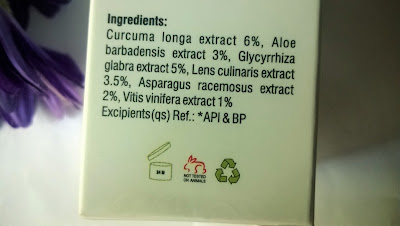 Ingredients:
Curcuma longa extract 6%, Aloe
barbadensis extract 3%, Glycyrrhiza
glabra extract 5%, Lens culinaris extract
3.5%, Asparagus racemosus extract
2%, Vitis vinifera extract 1%
Excipients(qs) Ref.: *API & BP
NOT TESTED
ON ANIMALS